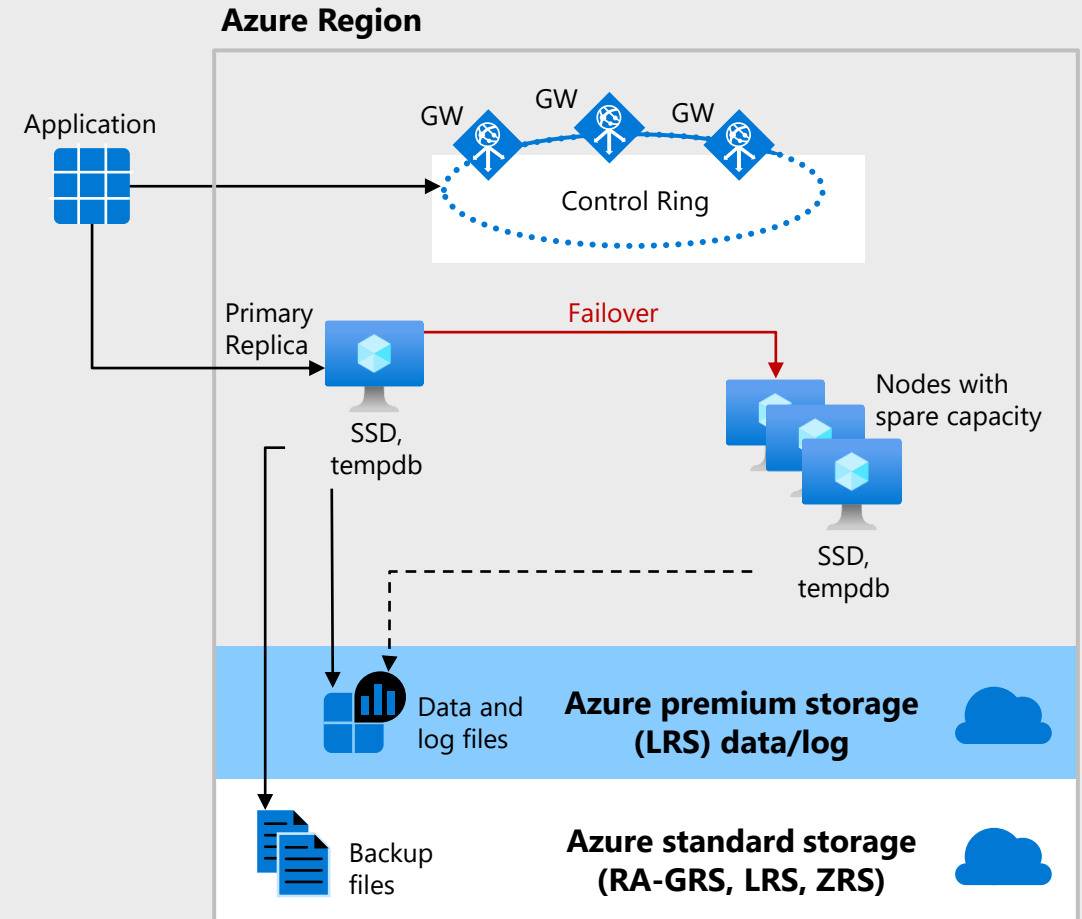 Azure Region
Application
GW
GW
GW
Control Ring
Primary
Replica
Failover
Nodes with
spare capacity
SSD,
tempdb
SSD,
tempdb
Data and
log files
Azure premium storage
(LRS) data/log
Backup
files
Azure standard storage
(RA-GRS, LRS, ZRS)